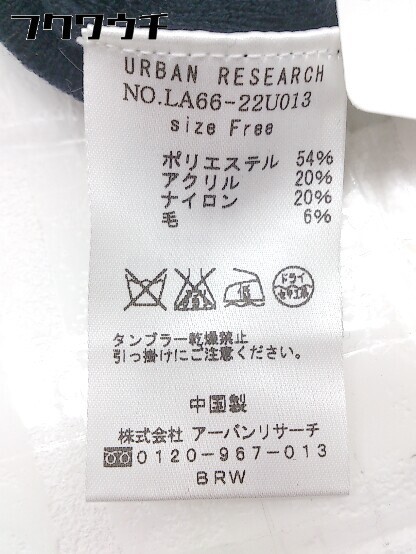 フクウクウチ
URBAN RESEARCH
NO.LA66-22U013
size Free
ポリエステル 54%
アクリル 20%
ナイロン 20%
毛 6%
低 ドライ
タンブラー乾燥禁止
引っ掛けにご注意ください。
中国製
株式会社 アーバンリサーチ
0120-967-013
BRW